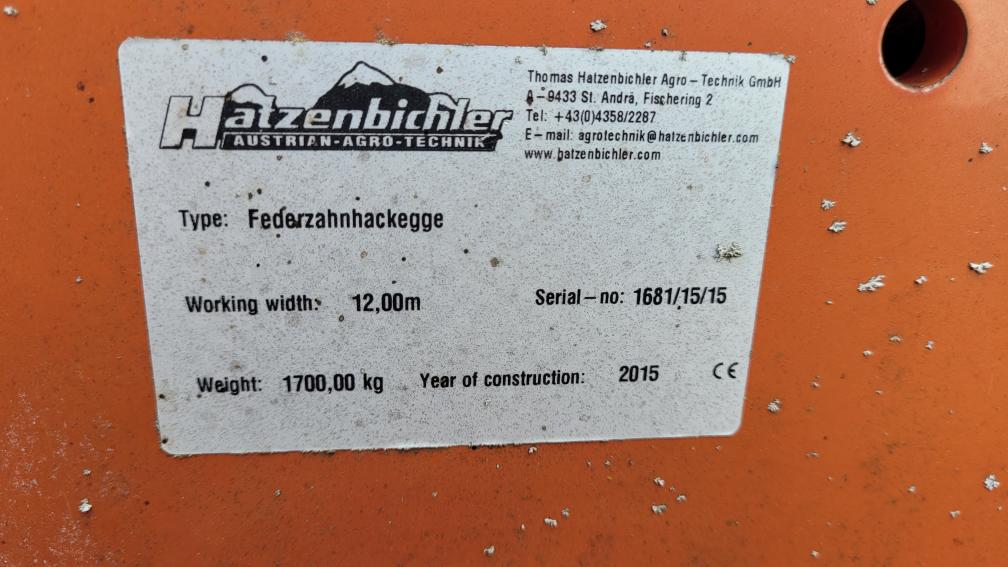 Hatzenbichler
AUSTRIAN-AGRO-TECHNIK
Thomas Hatzenbichler Agro - Technik GmbH
A - 9433 St. Andrä, Fischering 2
Tel: +43(0)4358/2287
E - mail: agrotechnik@hatzenbichler.com
www.hatzenbichler.com
Type: Federzahnhackegge
Working width: 12,00m
Serial - no: 1681/15/15
Weight: 1700,00 kg
Year of construction: 2015
CE